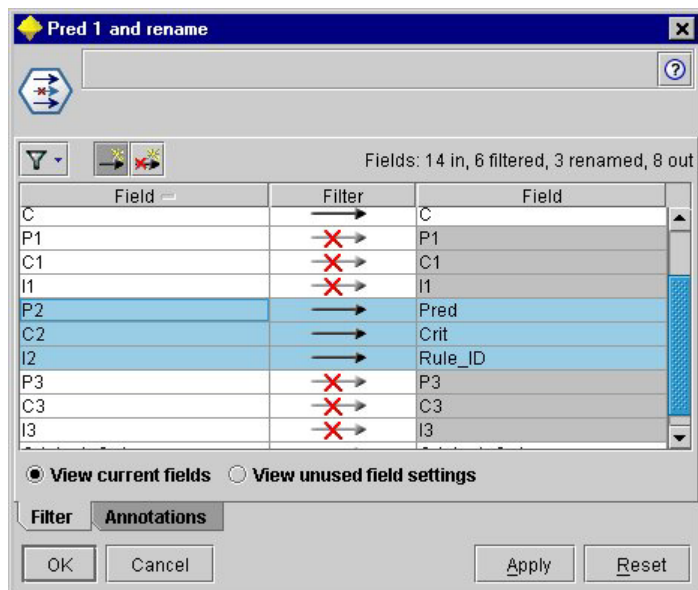 Pred 1 and rename
Fields: 14 in, 6 filtered, 3 renamed, 8 out
Field Filter Field
C C
P1 P1
C1 C1
I1 I1
P2 Pred
C2 Crit
I2 Rule_ID
P3 P3
C3 C3
I3 I3
View current fields View unused field settings
Filter Annotations
OK Cancel Apply Reset